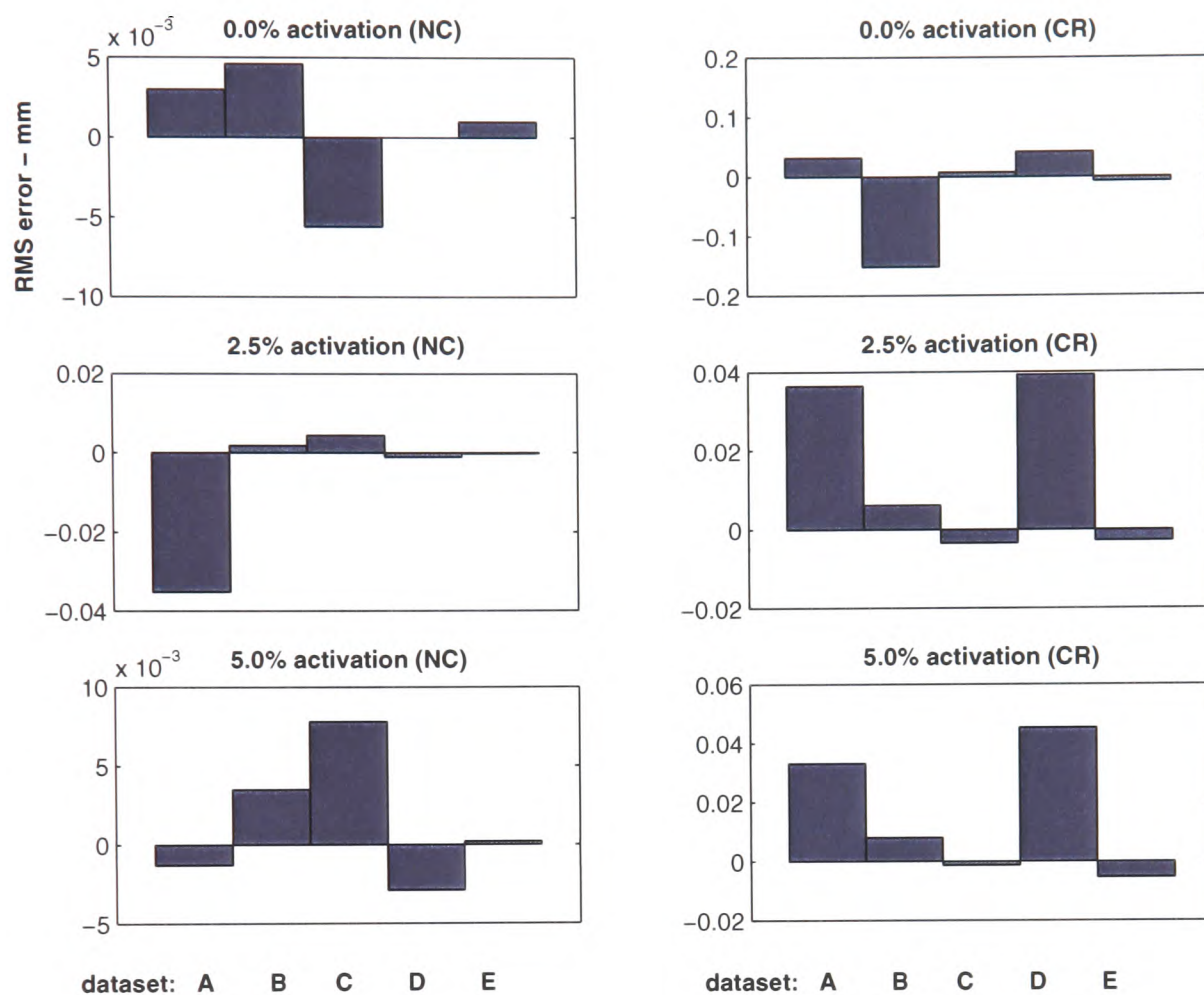 x 10⁻³
0.0% activation (NC)
5
0
−5
−10
RMS error – mm
0.0% activation (CR)
0.2
0.1
0
−0.1
−0.2
2.5% activation (NC)
0.02
0
−0.02
−0.04
2.5% activation (CR)
0.04
0.02
0
−0.02
x 10⁻³
5.0% activation (NC)
10
5
0
−5
5.0% activation (CR)
0.06
0.04
0.02
0
−0.02
dataset: A B C D E
dataset: A B C D E